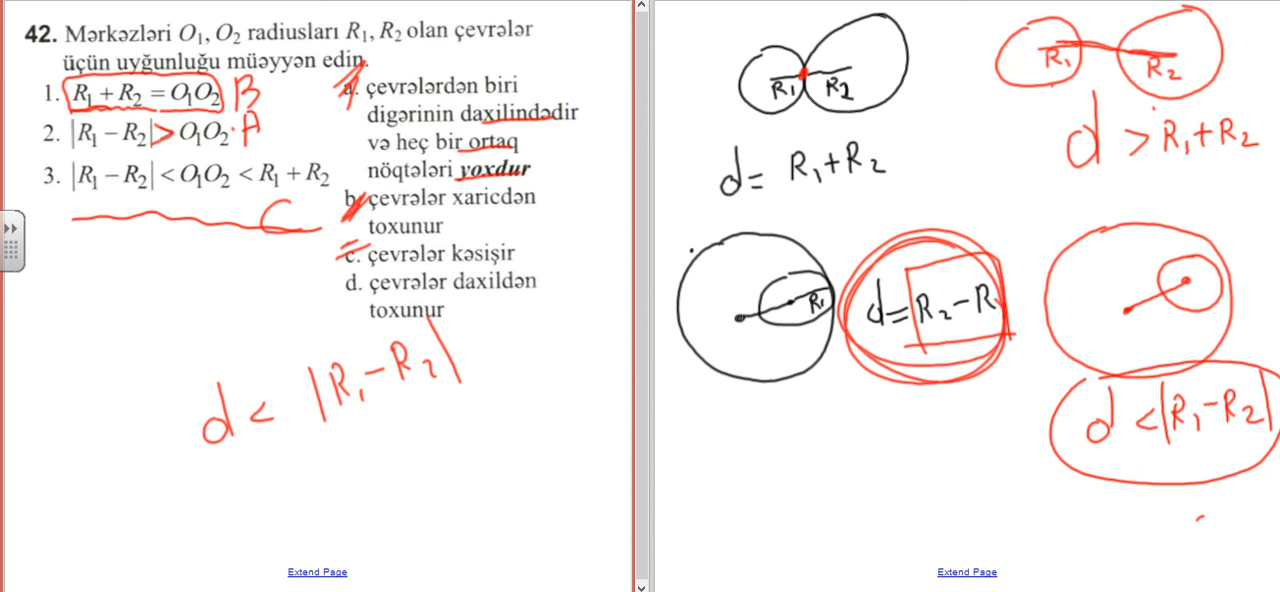 42. Mərkəzləri O₁, O₂ radiusları R₁, R₂ olan çevrələr
üçün uyğunluğu müəyyən edin.
1. R₁ + R₂ = O₁O₂ B
2. |R₁ − R₂| > O₁O₂. A
3. |R₁ − R₂| < O₁O₂ < R₁ + R₂
C
a. çevrələrdən biri
digərinin daxilindədir
və heç bir ortaq
nöqtələri yoxdur
b. çevrələr xaricdən
toxunur
c. çevrələr kəsişir
d. çevrələr daxildən
toxunur
d < |R₁ − R₂|
Extend Page
R₁ R₂
d = R₁ + R₂
R₁ R₂
d > R₁ + R₂
R₁
d = R₂ − R₁
d < |R₁ − R₂|
Extend Page